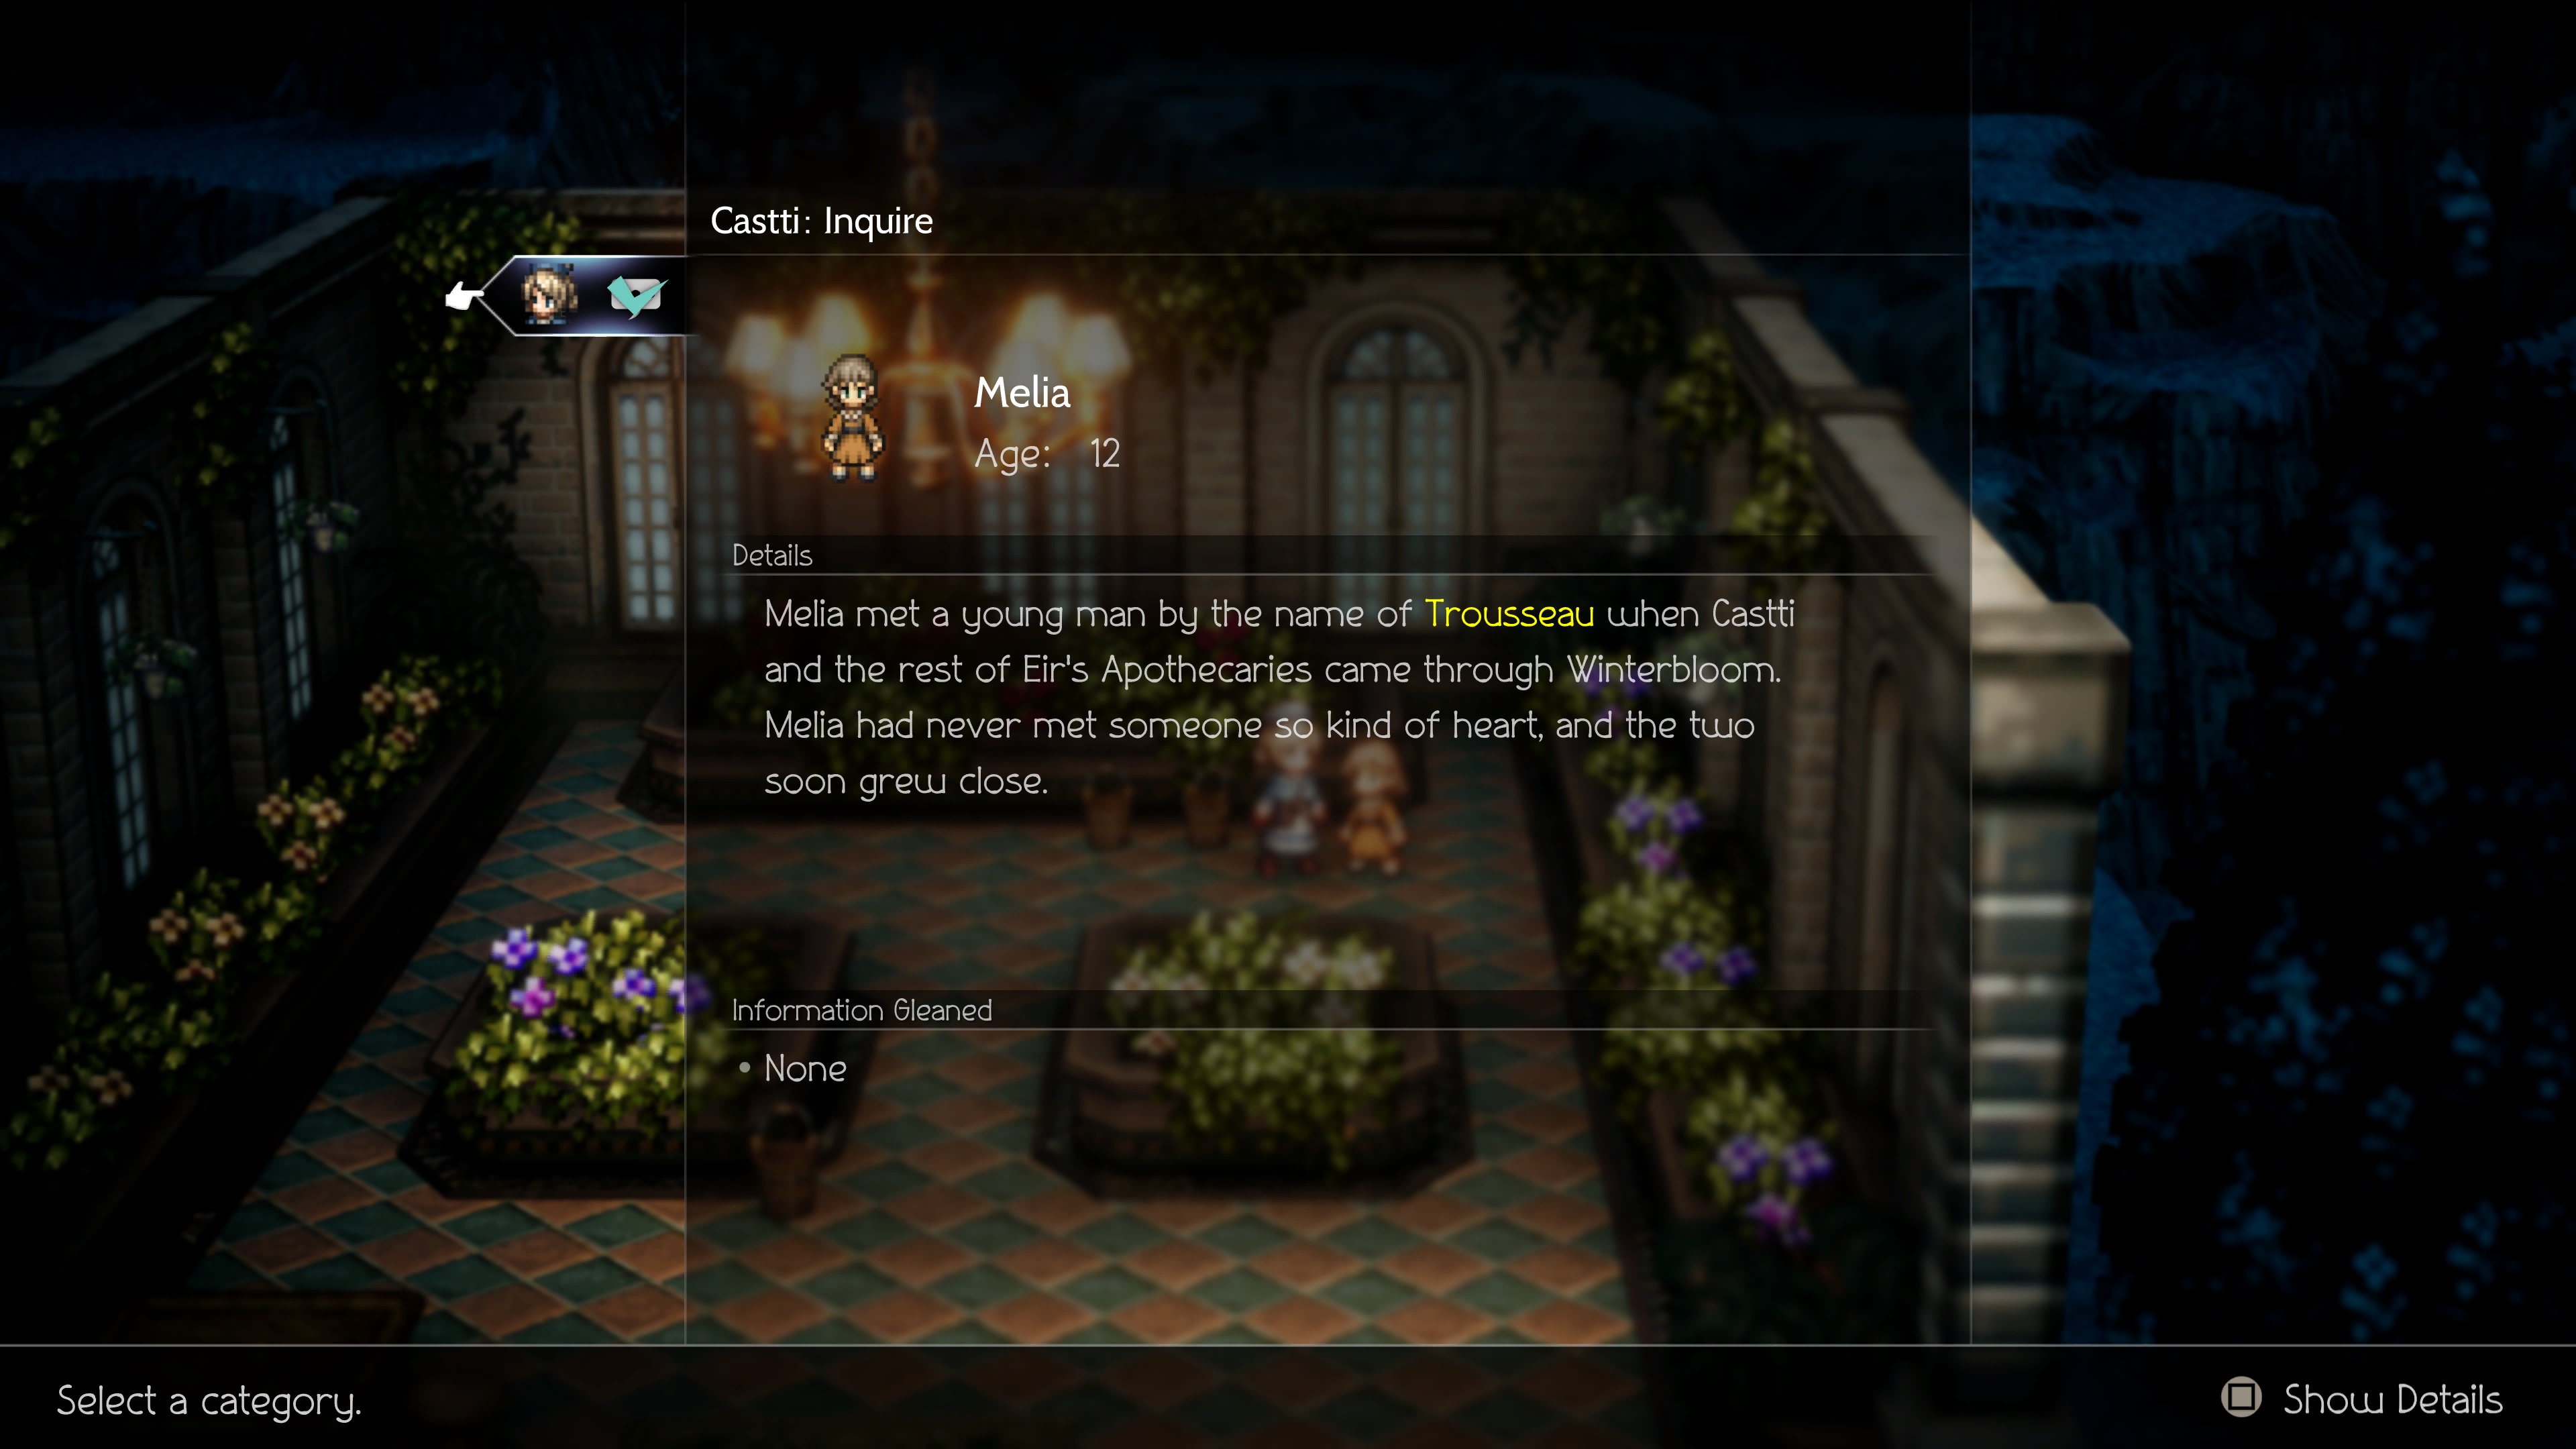 Castti: Inquire
Melia
Age: 12
Details
Melia met a young man by the name of Trousseau when Castti
and the rest of Eir's Apothecaries came through Winterbloom.
Melia had never met someone so kind of heart, and the two
soon grew close.
Information Gleaned
• None
Select a category.
Show Details